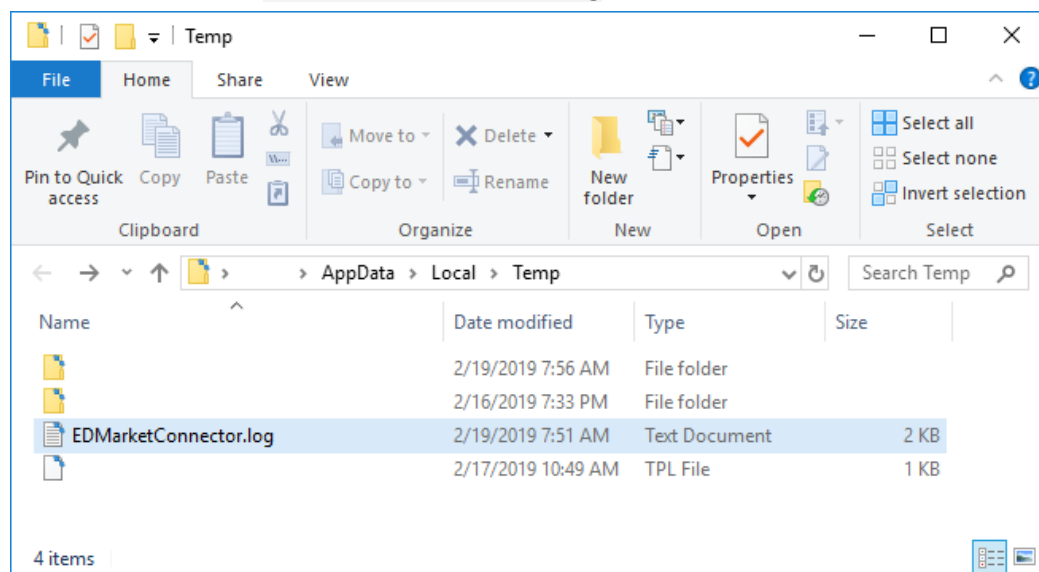 Temp
File Home Share View
Pin to Quick access Copy Paste
Move to Delete
Copy to Rename
New folder
Properties
Select all
Select none
Invert selection
Clipboard Organize New Open Select
AppData Local Temp Search Temp
Name Date modified Type Size
2/19/2019 7:56 AM File folder
2/16/2019 7:33 PM File folder
EDMarketConnector.log 2/19/2019 7:51 AM Text Document 2 KB
2/17/2019 10:49 AM TPL File 1 KB
4 items